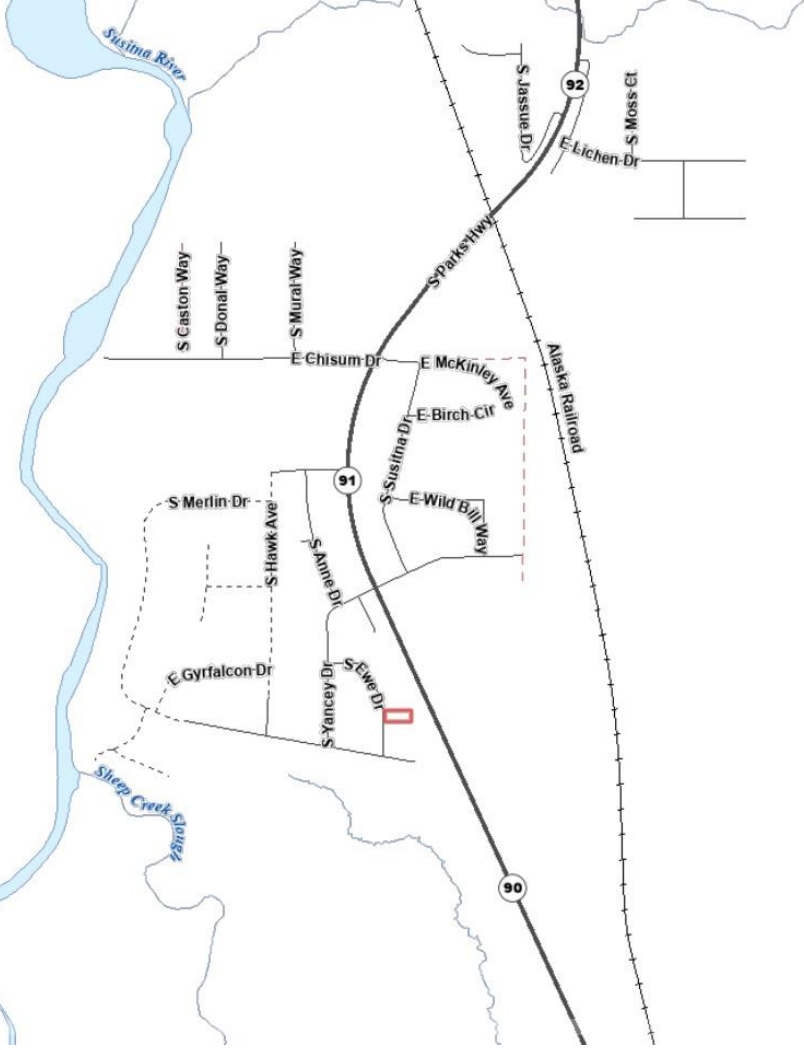 Susitna River
S Jassue Dr
92
S Moss Ct
E Lichen Dr
S Parks Hwy
S Caston Way
S Donal Way
S Mural Way
E Chisum Dr
E McKinley Ave
Alaska Railroad
E Birch Cir
S Susitna Dr
91
S Merlin Dr
E Wild Bill Way
S Hawk Ave
S Anne Dr
E Gyrfalcon Dr
S Yancey Dr
S Ewe Dr
Sheep Creek Slough
90